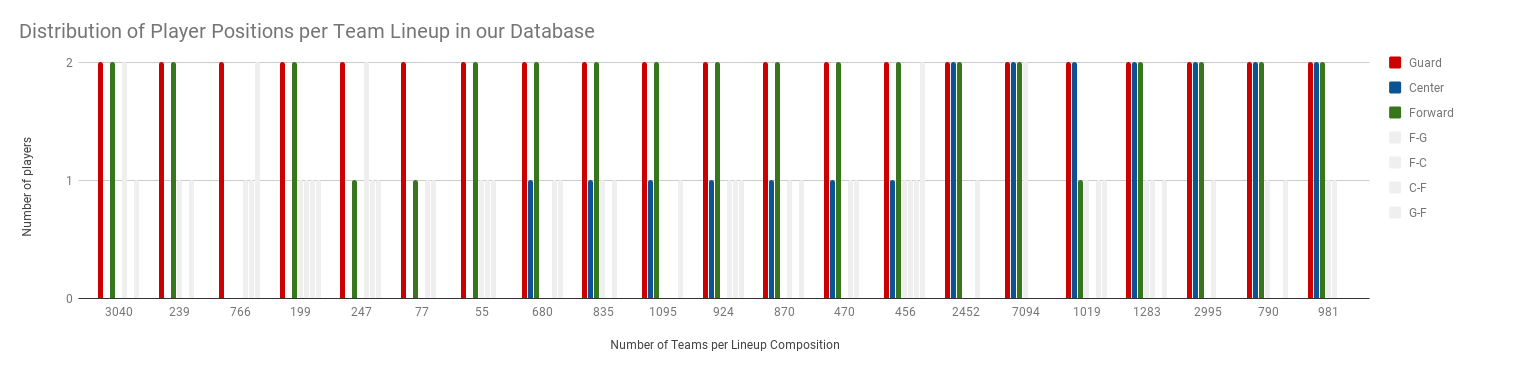 Distribution of Player Positions per Team Lineup in our Database
2
1
0
Number of players
3040 239 766 199 247 77 55 680 835 1095 924 870 470 456 2452 7094 1019 1283 2995 790 981
Number of Teams per Lineup Composition
Guard
Center
Forward
F-G
F-C
C-F
G-F